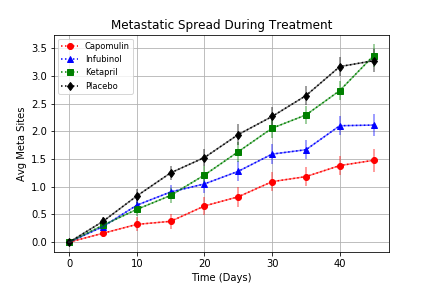 Metastatic Spread During Treatment
Capomulin
Infubinol
Ketapril
Placebo
Avg Meta Sites
3.5
3.0
2.5
2.0
1.5
1.0
0.5
0.0
0 10 20 30 40
Time (Days)